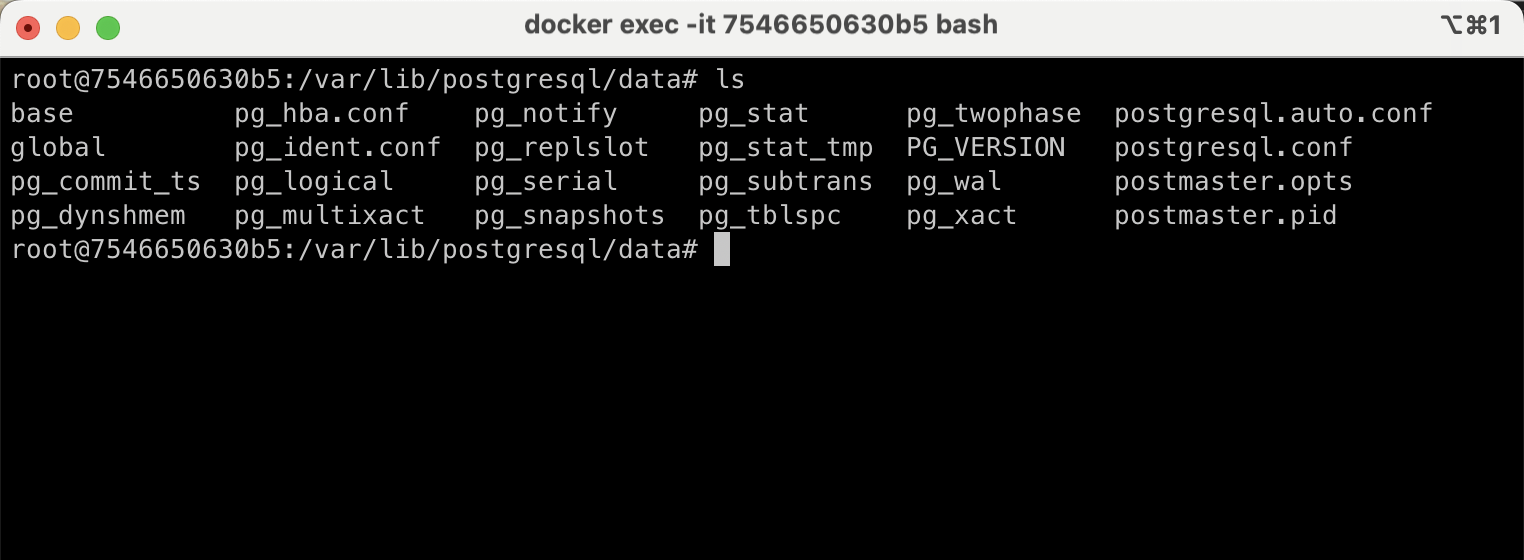 docker exec -it 7546650630b5 bash ⌥⌘1
root@7546650630b5:/var/lib/postgresql/data# ls
base pg_hba.conf pg_notify pg_stat pg_twophase postgresql.auto.conf
global pg_ident.conf pg_replslot pg_stat_tmp PG_VERSION postgresql.conf
pg_commit_ts pg_logical pg_serial pg_subtrans pg_wal postmaster.opts
pg_dynshmem pg_multixact pg_snapshots pg_tblspc pg_xact postmaster.pid
root@7546650630b5:/var/lib/postgresql/data#